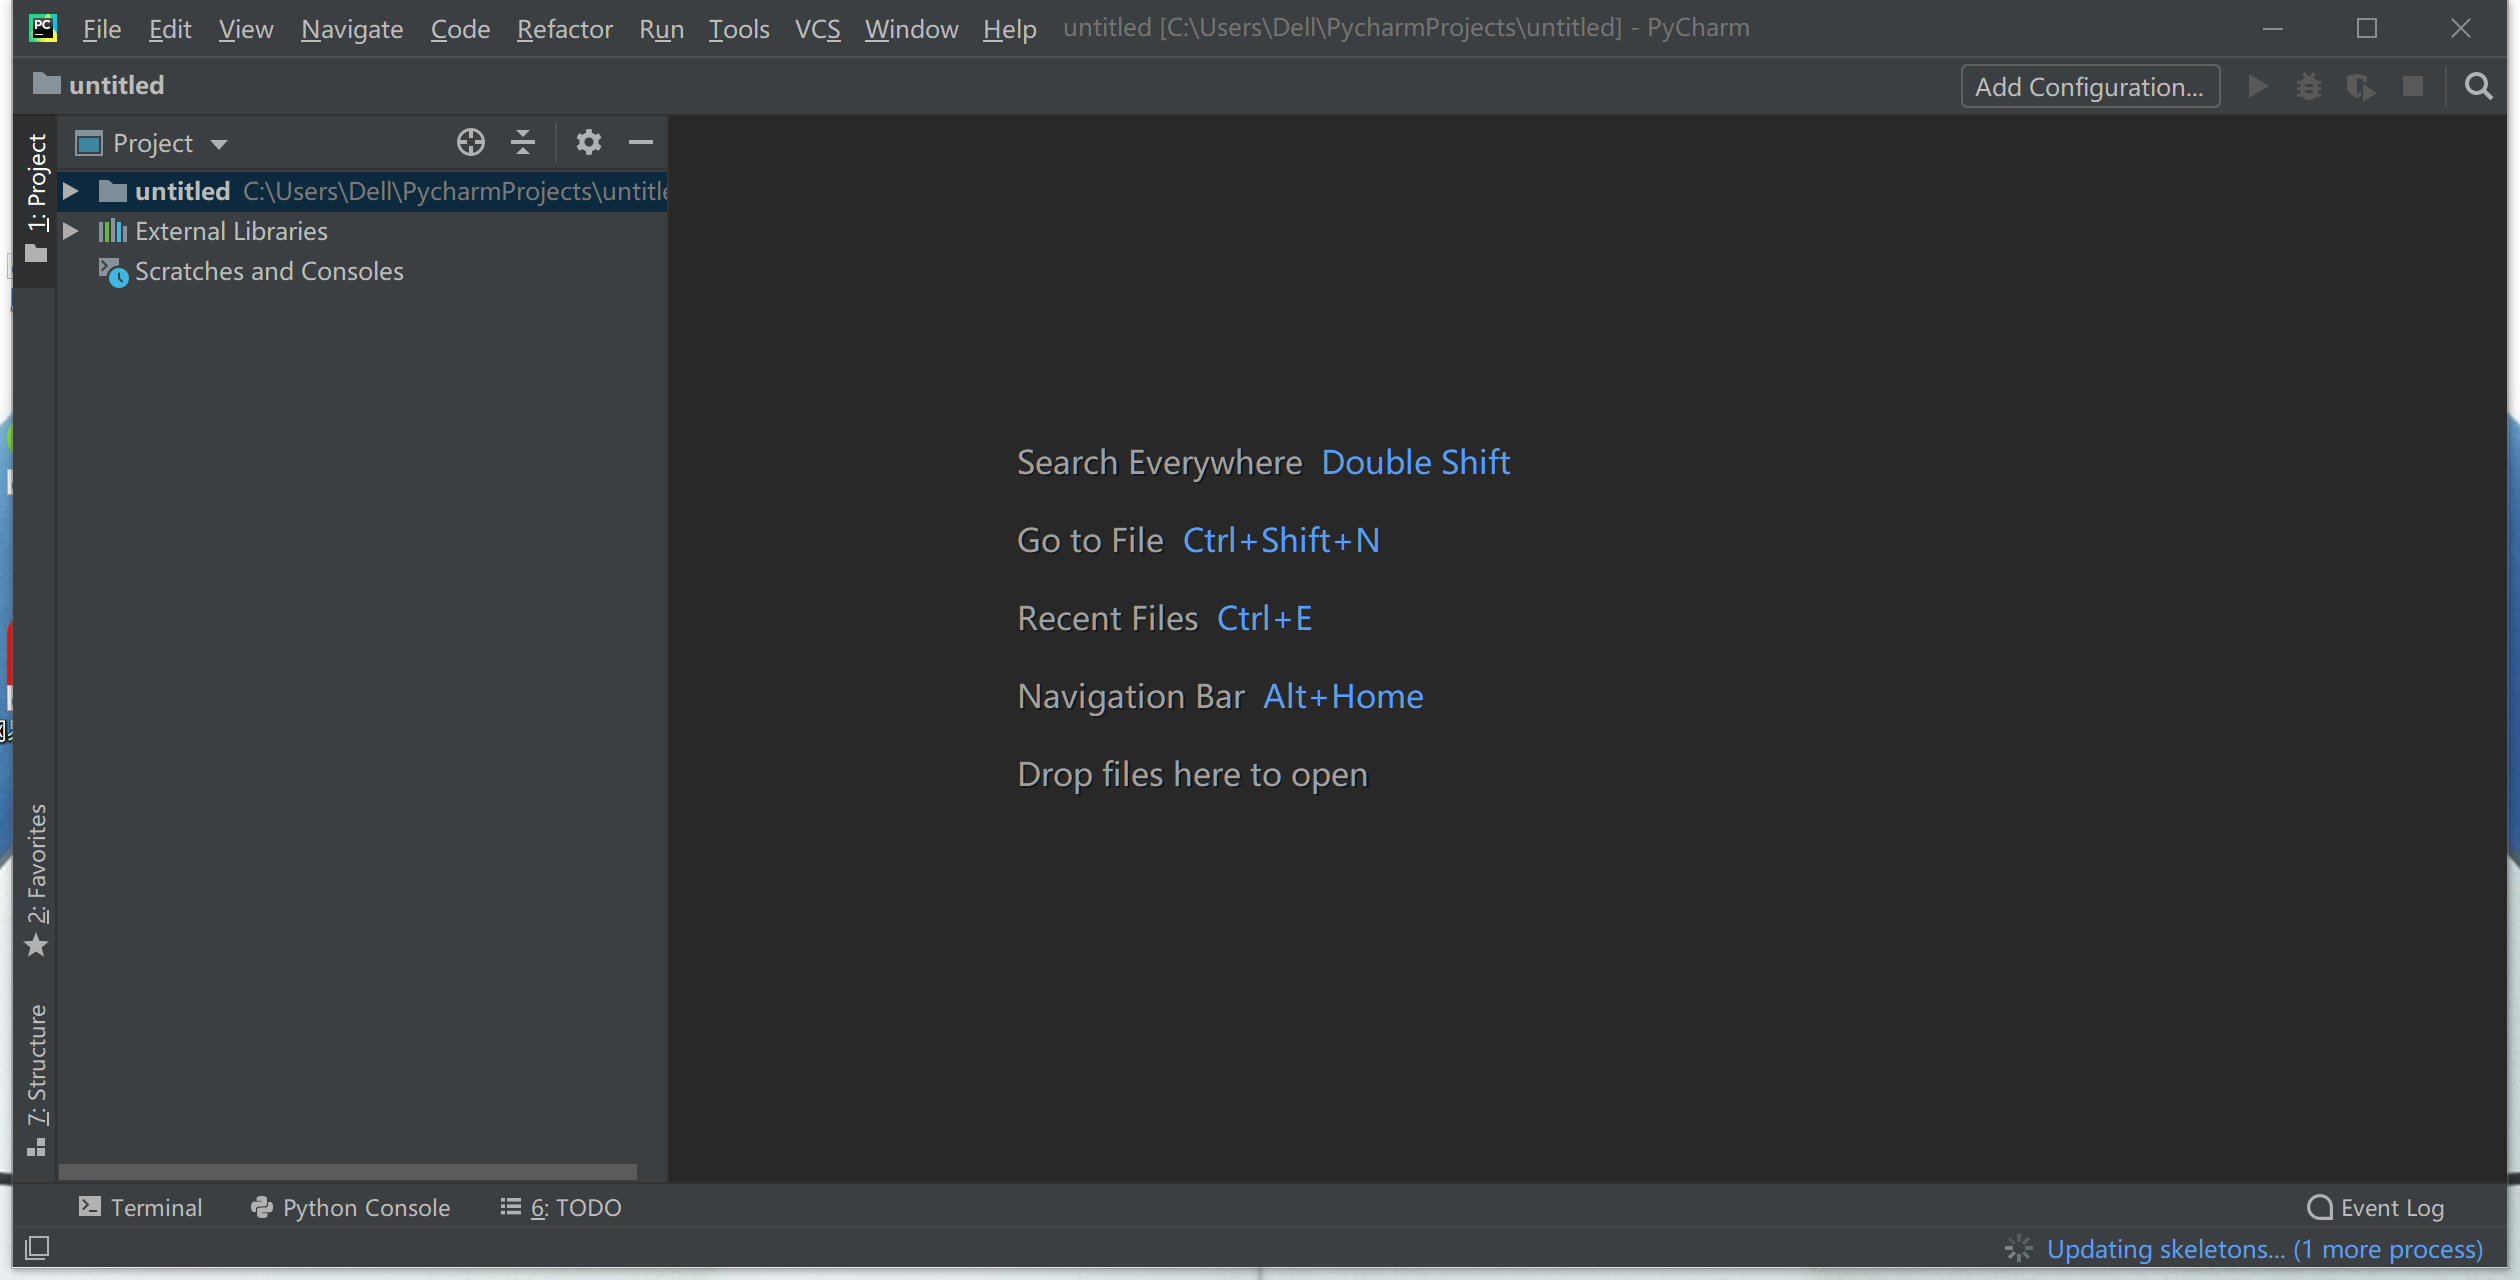 PC File Edit View Navigate Code Refactor Run Tools VCS Window Help untitled [C:\Users\Dell\PycharmProjects\untitled] - PyCharm
untitled Add Configuration...
1: Project
Project
untitled C:\Users\Dell\PycharmProjects\untitle
External Libraries
Scratches and Consoles
Search Everywhere Double Shift
Go to File Ctrl+Shift+N
Recent Files Ctrl+E
Navigation Bar Alt+Home
Drop files here to open
2: Favorites
7: Structure
Terminal Python Console 6: TODO Event Log
Updating skeletons... (1 more process)